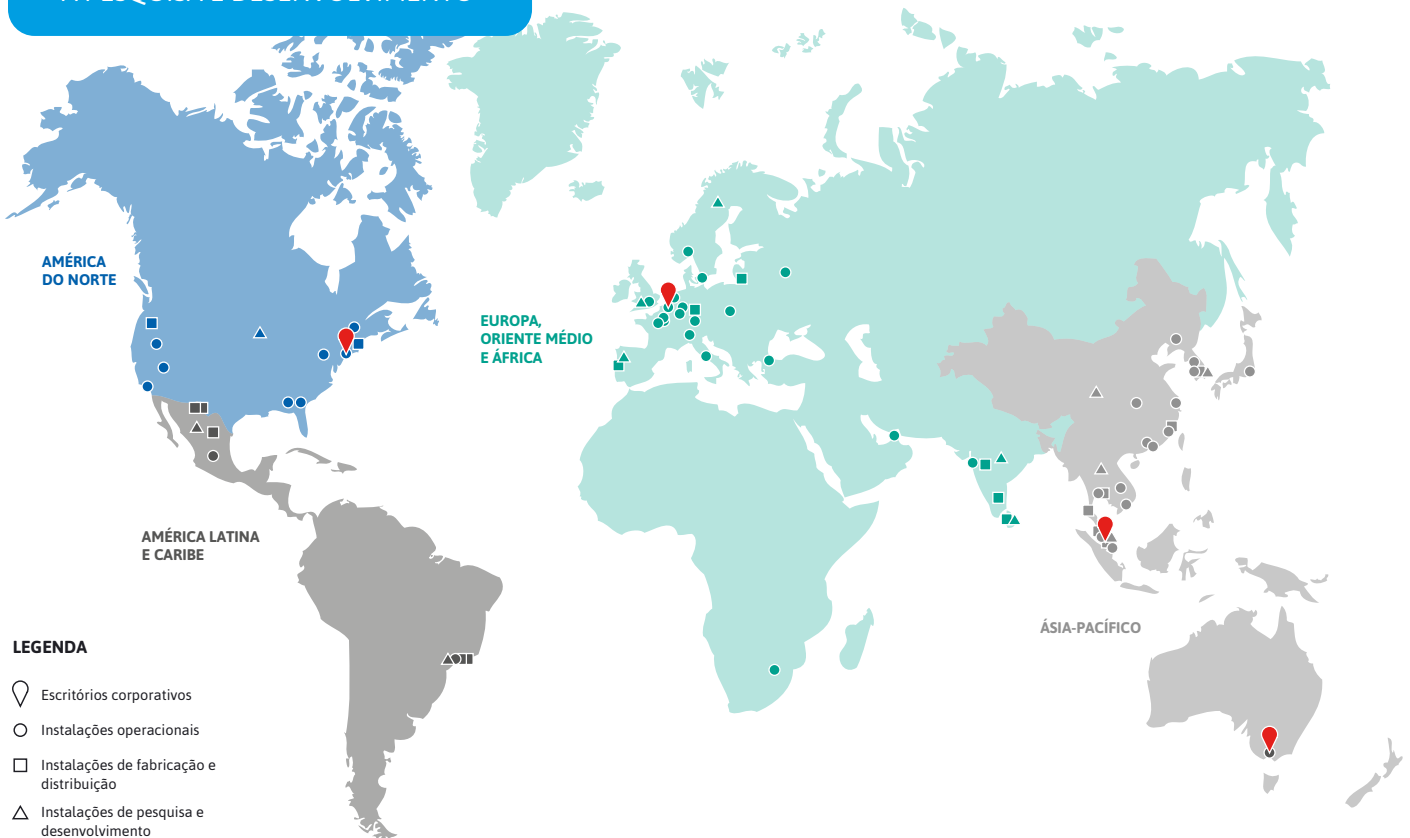 AMÉRICA
DO NORTE
EUROPA,
ORIENTE MÉDIO
E ÁFRICA
AMÉRICA LATINA
E CARIBE
ÁSIA-PACÍFICO
LEGENDA
Escritórios corporativos
Instalações operacionais
Instalações de fabricação e
distribuição
Instalações de pesquisa e
desenvolvimento